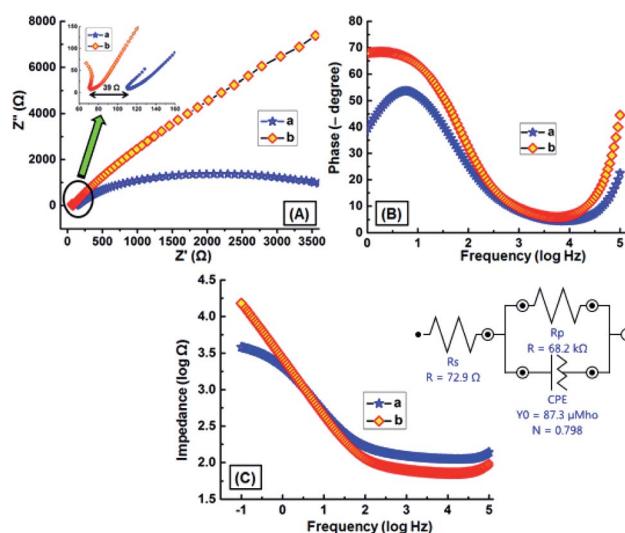 8000
6000
4000
2000
0
Z'' (Ω)
150
100
50
0
60 80 100 120 140 160
a
b
39 Ω
a
b
(A)
0 500 1000 1500 2000 2500 3000 3500
Z' (Ω)
80
70
60
50
40
30
20
10
0
Phase (– degree)
a
b
(B)
0 1 2 3 4 5
Frequency (log Hz)
4.5
4.0
3.5
3.0
2.5
2.0
1.5
Impedance (log Ω)
a
b
(C)
-1 0 1 2 3 4 5
Frequency (log Hz)
Rs
R = 72.9 Ω
Rp
R = 68.2 kΩ
CPE
Y0 = 87.3 µMho
N = 0.798